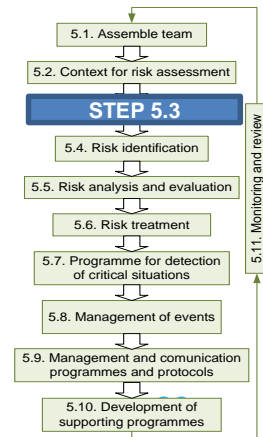 5.1. Assemble team
5.2. Context for risk assessment
STEP 5.3
5.4. Risk identification
5.5. Risk analysis and evaluation
5.6. Risk treatment
5.7. Programme for detection
of critical situations
5.8. Management of events
5.9. Management and comunication
programmes and protocols
5.10. Development of
supporting programmes
5.11. Monitoring and review